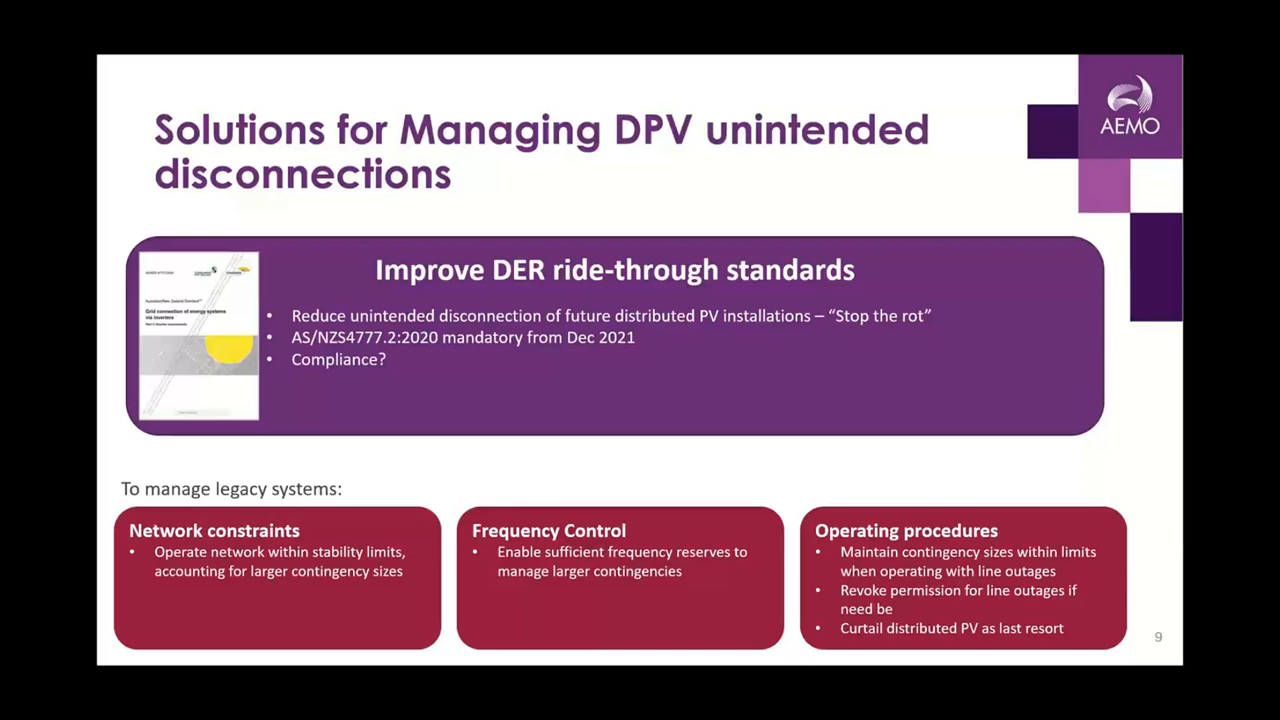 AEMO
Solutions for Managing DPV unintended
disconnections
Improve DER ride-through standards
Australian/New Zealand Standard™
Grid connection of energy systems
via inverters
• Reduce unintended disconnection of future distributed PV installations – “Stop the rot”
• AS/NZS4777.2:2020 mandatory from Dec 2021
• Compliance?
To manage legacy systems:
Network constraints
• Operate network within stability limits,
accounting for larger contingency sizes
Frequency Control
• Enable sufficient frequency reserves to
manage larger contingencies
Operating procedures
• Maintain contingency sizes within limits
when operating with line outages
• Revoke permission for line outages if
need be
• Curtail distributed PV as last resort
9